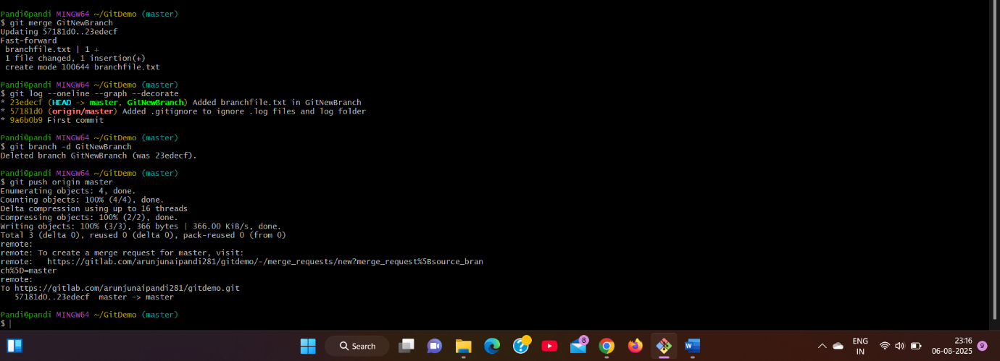 Pandi@pandi MINGW64 ~/GitDemo (master)
$ git merge GitNewBranch
Updating 57181d0..23edecf
Fast-forward
 branchfile.txt | 1 +
 1 file changed, 1 insertion(+)
 create mode 100644 branchfile.txt
Pandi@pandi MINGW64 ~/GitDemo (master)
$ git log --oneline --graph --decorate
* 23edecf (HEAD -> master, GitNewBranch) Added branchfile.txt in GitNewBranch
* 57181d0 (origin/master) Added .gitignore to ignore .log files and log folder
* 9a6b0b9 First commit
Pandi@pandi MINGW64 ~/GitDemo (master)
$ git branch -d GitNewBranch
Deleted branch GitNewBranch (was 23edecf).
Pandi@pandi MINGW64 ~/GitDemo (master)
$ git push origin master
Enumerating objects: 4, done.
Counting objects: 100% (4/4), done.
Delta compression using up to 16 threads
Compressing objects: 100% (2/2), done.
Writing objects: 100% (3/3), 366 bytes | 366.00 KiB/s, done.
Total 3 (delta 0), reused 0 (delta 0), pack-reused 0 (from 0)
remote:
remote: To create a merge request for master, visit:
remote:   https://gitlab.com/arunjunaipandi281/gitdemo/-/merge_requests/new?merge_request%5Bsource_bran
ch%5D=master
remote:
To https://gitlab.com/arunjunaipandi281/gitdemo.git
   57181d0..23edecf  master -> master
Pandi@pandi MINGW64 ~/GitDemo (master)
$
Search
8
W
ENG
IN
23:16
06-08-2025
9